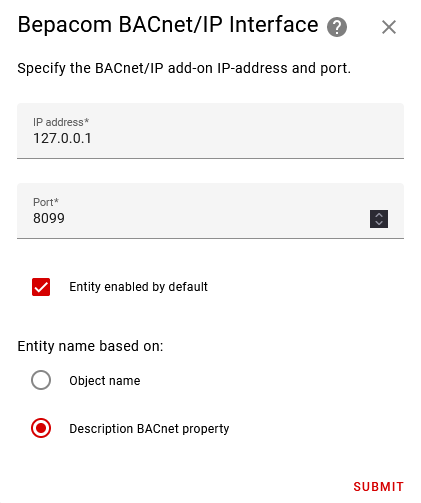 Bepacom BACnet/IP Interface
Specify the BACnet/IP add-on IP-address and port.
IP address*
127.0.0.1
Port*
8099
Entity enabled by default
Entity name based on:
Object name
Description BACnet property
SUBMIT